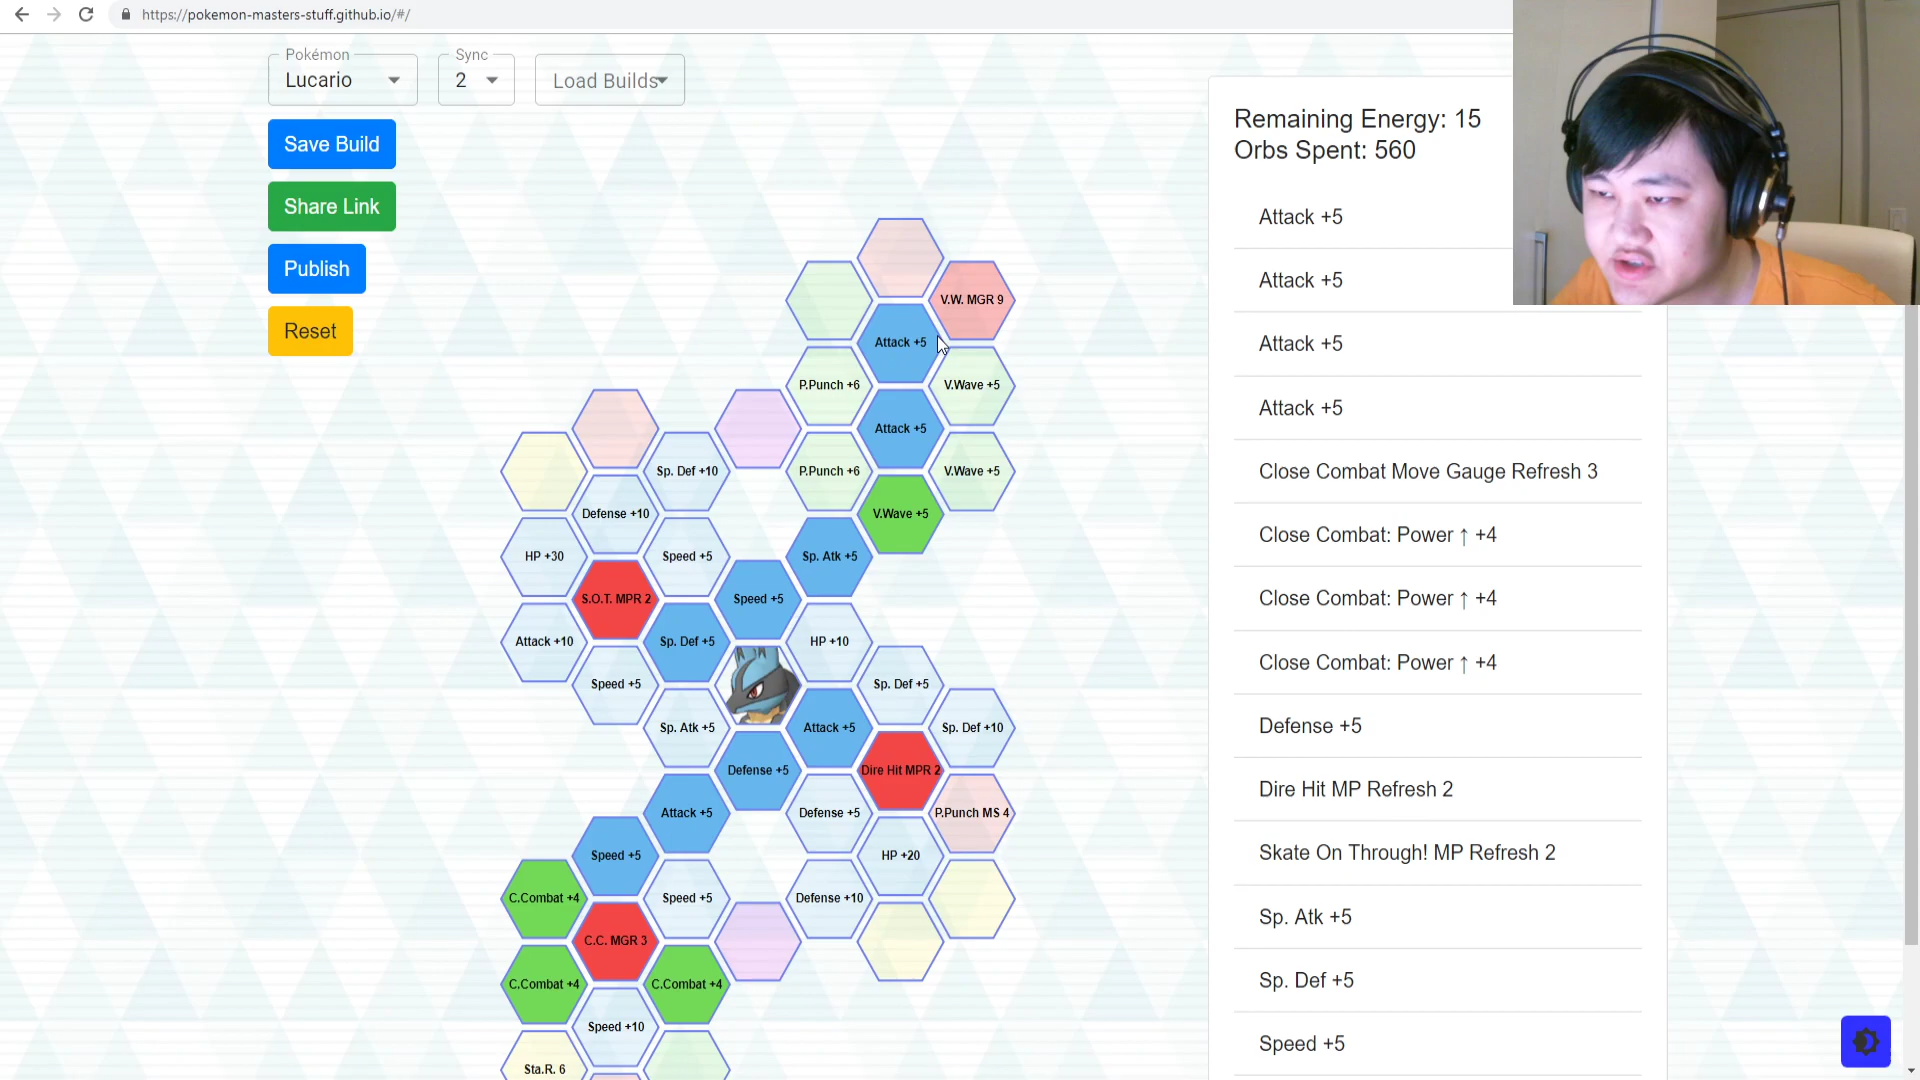 https://pokemon-masters-stuff.github.io/#/
Pokémon
Lucario
Sync
2
Load Builds
Save Build
Share Link
Publish
Reset
V.W. MGR 9
Attack +5
P.Punch +6
V.Wave +5
Attack +5
Sp. Def +10
P.Punch +6
V.Wave +5
Defense +10
V.Wave +5
HP +30
Speed +5
Sp. Atk +5
S.O.T. MPR 2
Speed +5
Attack +10
Sp. Def +5
HP +10
Speed +5
Sp. Def +5
Sp. Atk +5
Attack +5
Sp. Def +10
Defense +5
Dire Hit MPR 2
Attack +5
Defense +5
P.Punch MS 4
Speed +5
HP +20
C.Combat +4
Speed +5
Defense +10
C.C. MGR 3
C.Combat +4
C.Combat +4
Speed +10
Sta.R. 6
Remaining Energy: 15
Orbs Spent: 560
Attack +5
Attack +5
Attack +5
Attack +5
Close Combat Move Gauge Refresh 3
Close Combat: Power ↑ +4
Close Combat: Power ↑ +4
Close Combat: Power ↑ +4
Defense +5
Dire Hit MP Refresh 2
Skate On Through! MP Refresh 2
Sp. Atk +5
Sp. Def +5
Speed +5